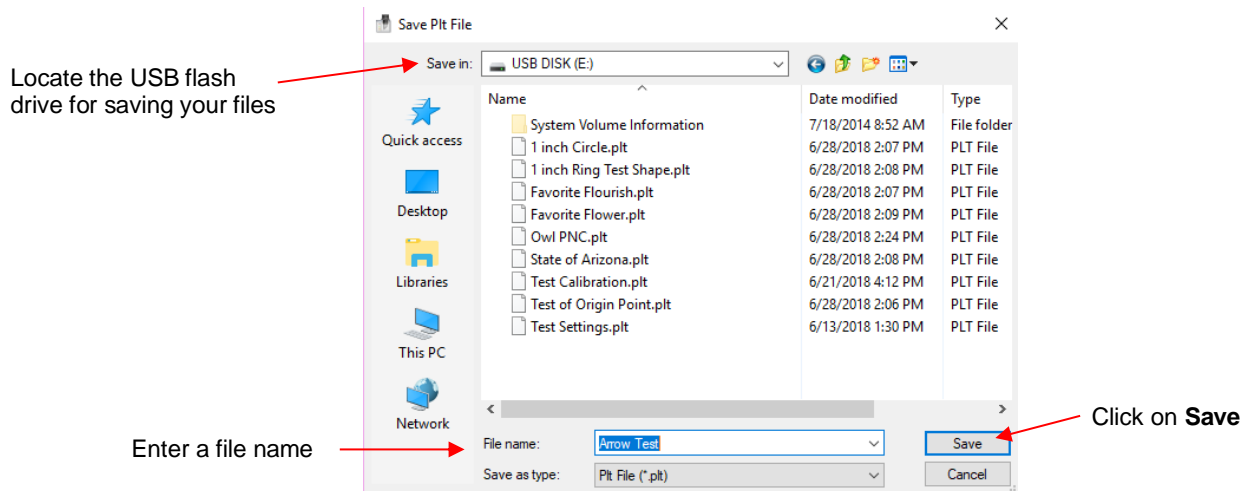 Save Plt File
Locate the USB flash
drive for saving your files
Save in: USB DISK (E:)
Name Date modified Type
System Volume Information 7/18/2014 8:52 AM File folder
1 inch Circle.plt 6/28/2018 2:07 PM PLT File
1 inch Ring Test Shape.plt 6/28/2018 2:08 PM PLT File
Favorite Flourish.plt 6/28/2018 2:07 PM PLT File
Favorite Flower.plt 6/28/2018 2:09 PM PLT File
Owl PNC.plt 6/28/2018 2:24 PM PLT File
State of Arizona.plt 6/28/2018 2:08 PM PLT File
Test Calibration.plt 6/21/2018 4:12 PM PLT File
Test of Origin Point.plt 6/28/2018 2:06 PM PLT File
Test Settings.plt 6/13/2018 1:30 PM PLT File
Quick access
Desktop
Libraries
This PC
Network
Enter a file name
File name: Arrow Test Save
Click on Save
Save as type: Plt File (*.plt) Cancel